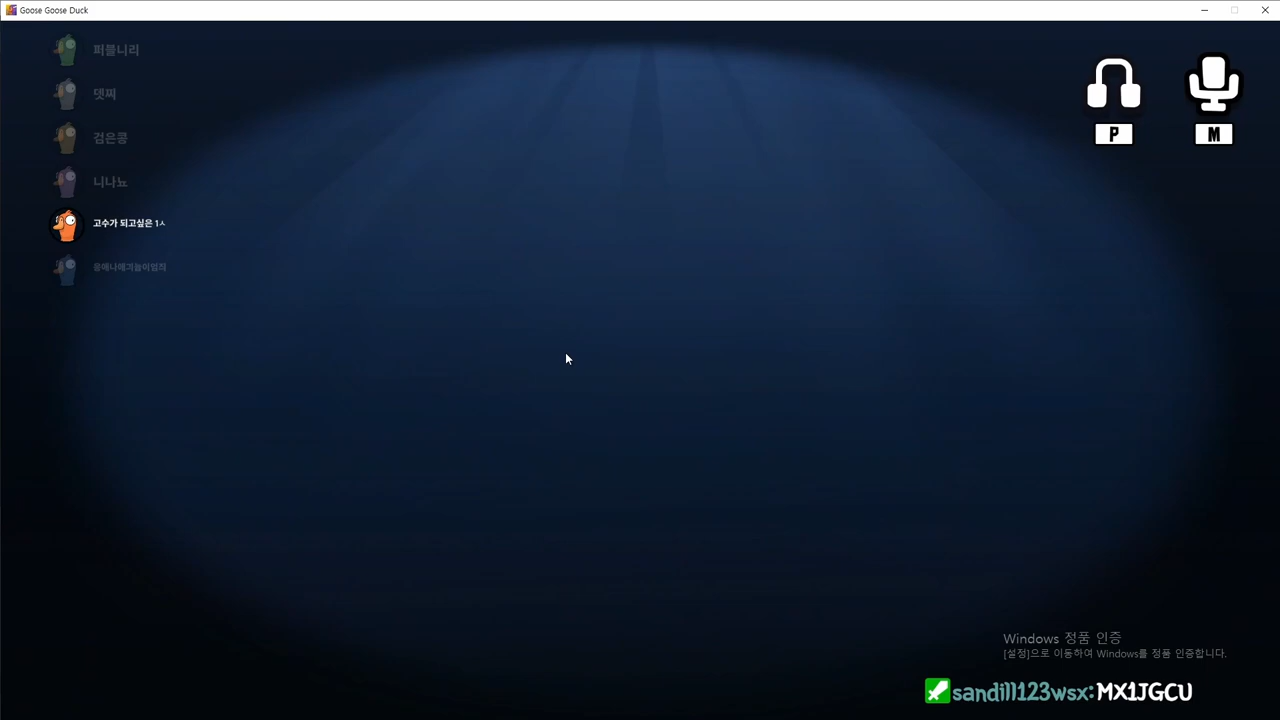 Goose Goose Duck
퍼플니리
뎃찌
검은콩
니나뇨
고수가 되고싶은 1ㅅ
P
M
Windows 정품 인증
[설정]으로 이동하여 Windows를 정품 인증합니다.
sandill123wsx: MX1JGCU